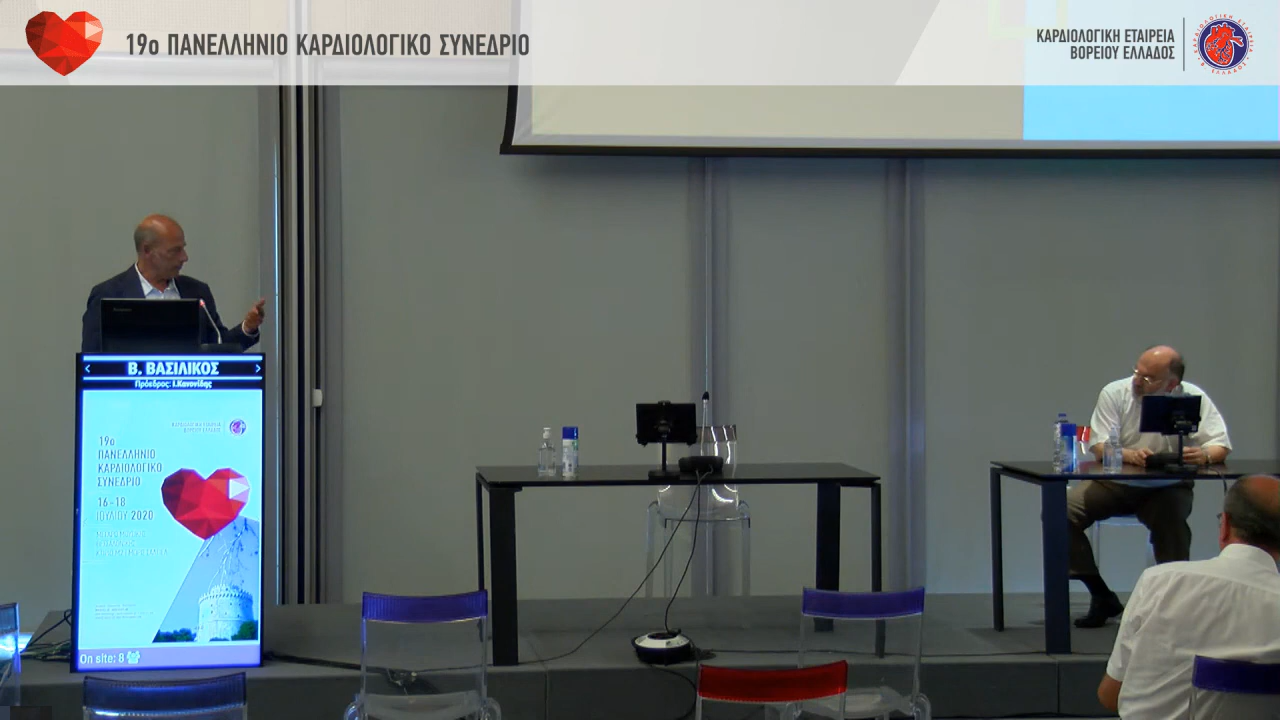 19ο ΠΑΝΕΛΛΗΝΙΟ ΚΑΡΔΙΟΛΟΓΙΚΟ ΣΥΝΕΔΡΙΟ
ΚΑΡΔΙΟΛΟΓΙΚΗ ΕΤΑΙΡΕΙΑ
ΒΟΡΕΙΟΥ ΕΛΛΑΔΟΣ
Β. ΒΑΣΙΛΙΚΟΣ
Πρόεδρος: Ι.Κανονίδης
19ο
ΠΑΝΕΛΛΗΝΙΟ
ΚΑΡΔΙΟΛΟΓΙΚΟ
ΣΥΝΕΔΡΙΟ
16-18
ΙΟΥΛΙΟΥ 2020
On site: 8